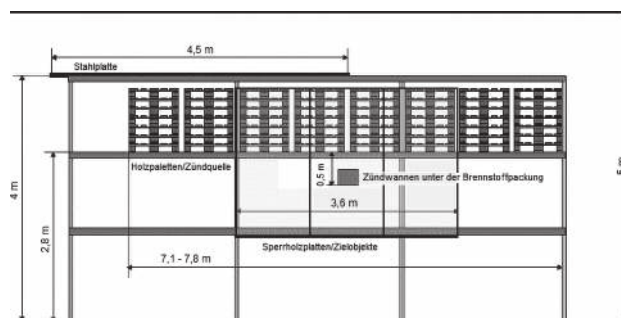 4,5 m
Stahlplatte
Holzpaletten/Zündquelle
0,5 m
Zündwannen unter der Brennstoffpackung
4 m
2,8 m
3,6 m
Sperrholzplatten/Zielobjekte
7,1 - 7,8 m